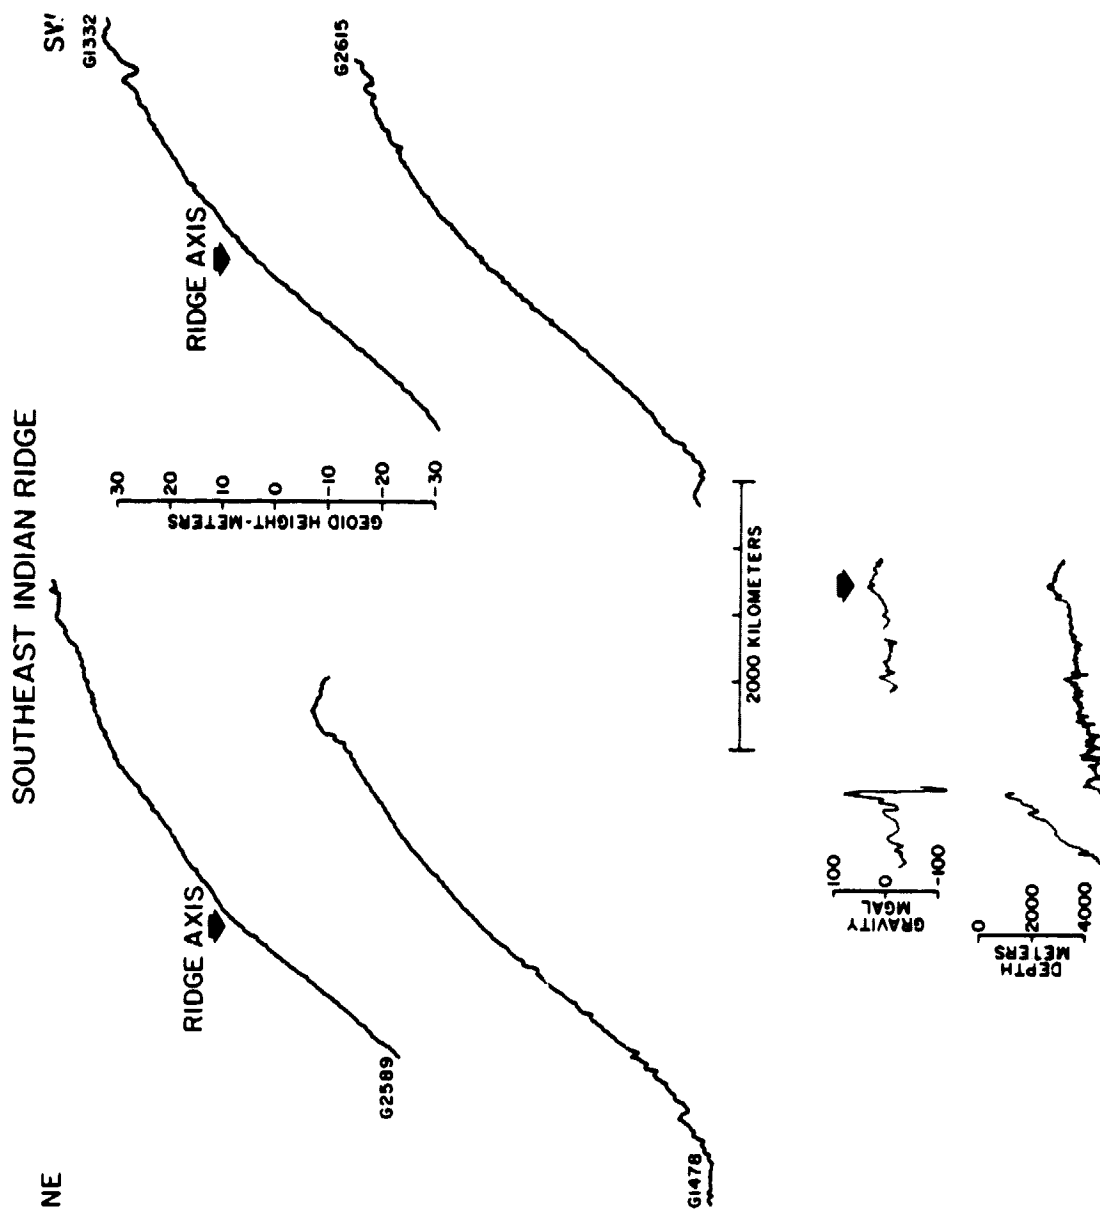 SOUTHEAST INDIAN RIDGE
NE
SW
G1332
RIDGE AXIS
RIDGE AXIS
G2589
G2615
30
20
10
0
-10
-20
-30
GEOID HEIGHT-METERS
G1478
2000 KILOMETERS
100
0
-100
GRAVITY
MGAL
0
2000
4000
DEPTH
METERS